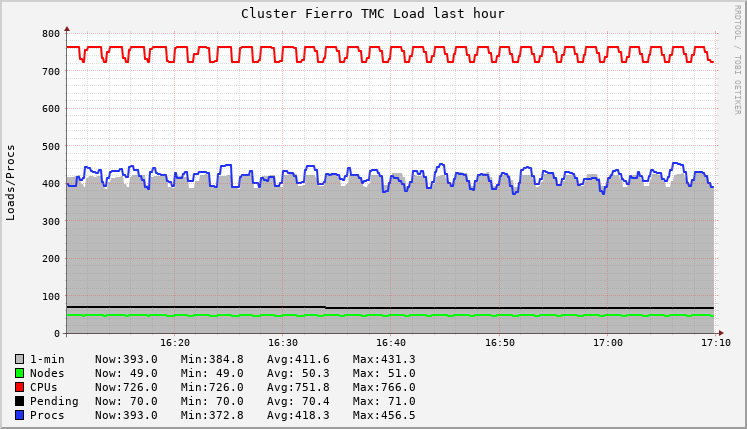 Cluster Fierro TMC Load last hour
RRDTOOL / TOBI OETIKER
Loads/Procs
800
700
600
500
400
300
200
100
0
16:20 16:30 16:40 16:50 17:00 17:10
1-min Now:393.0 Min:384.8 Avg:411.6 Max:431.3
Nodes Now: 49.0 Min: 49.0 Avg: 50.3 Max: 51.0
CPUs Now:726.0 Min:726.0 Avg:751.8 Max:766.0
Pending Now: 70.0 Min: 70.0 Avg: 70.4 Max: 71.0
Procs Now:393.0 Min:372.8 Avg:418.3 Max:456.5